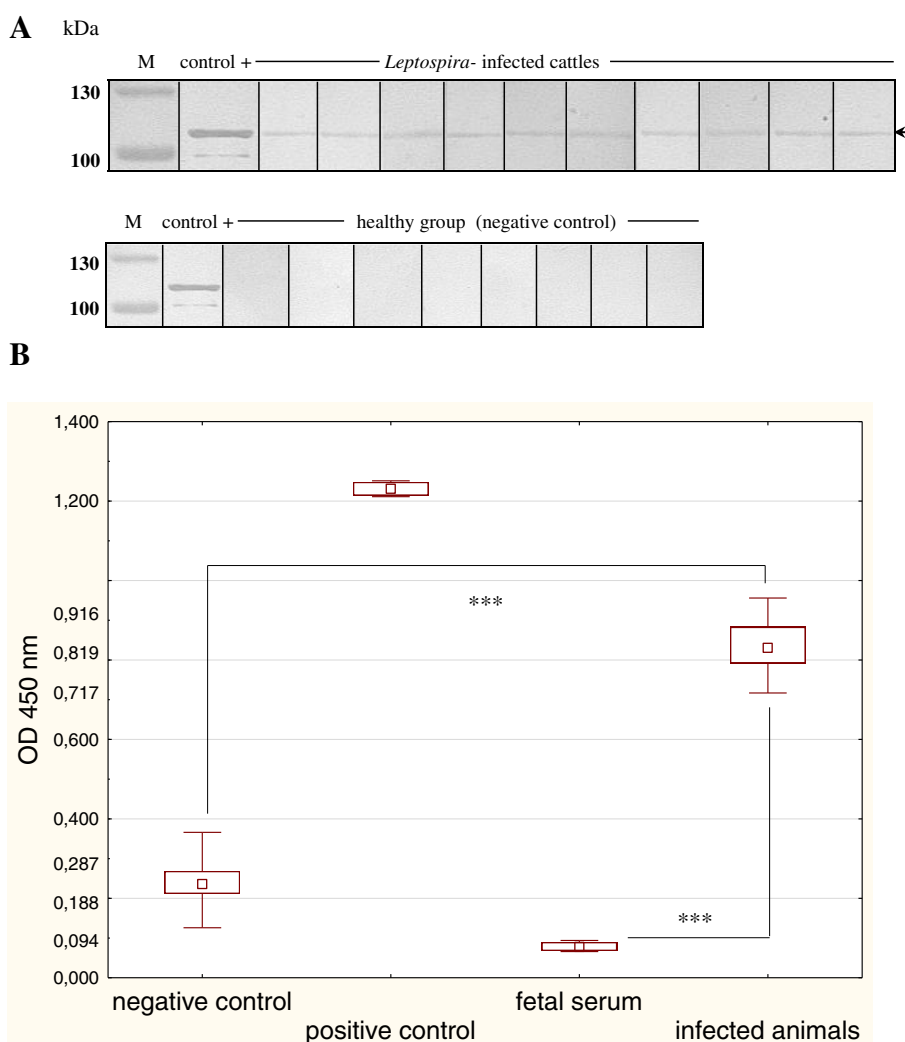 A kDa
M control + Leptospira- infected cattles
130
100
M control + healthy group (negative control)
130
100
B
1,400
1,200
0,916
0,819
0,717
0,600
0,400
0,287
0,188
0,094
0,000
OD 450 nm
***
***
negative control
positive control
fetal serum
infected animals